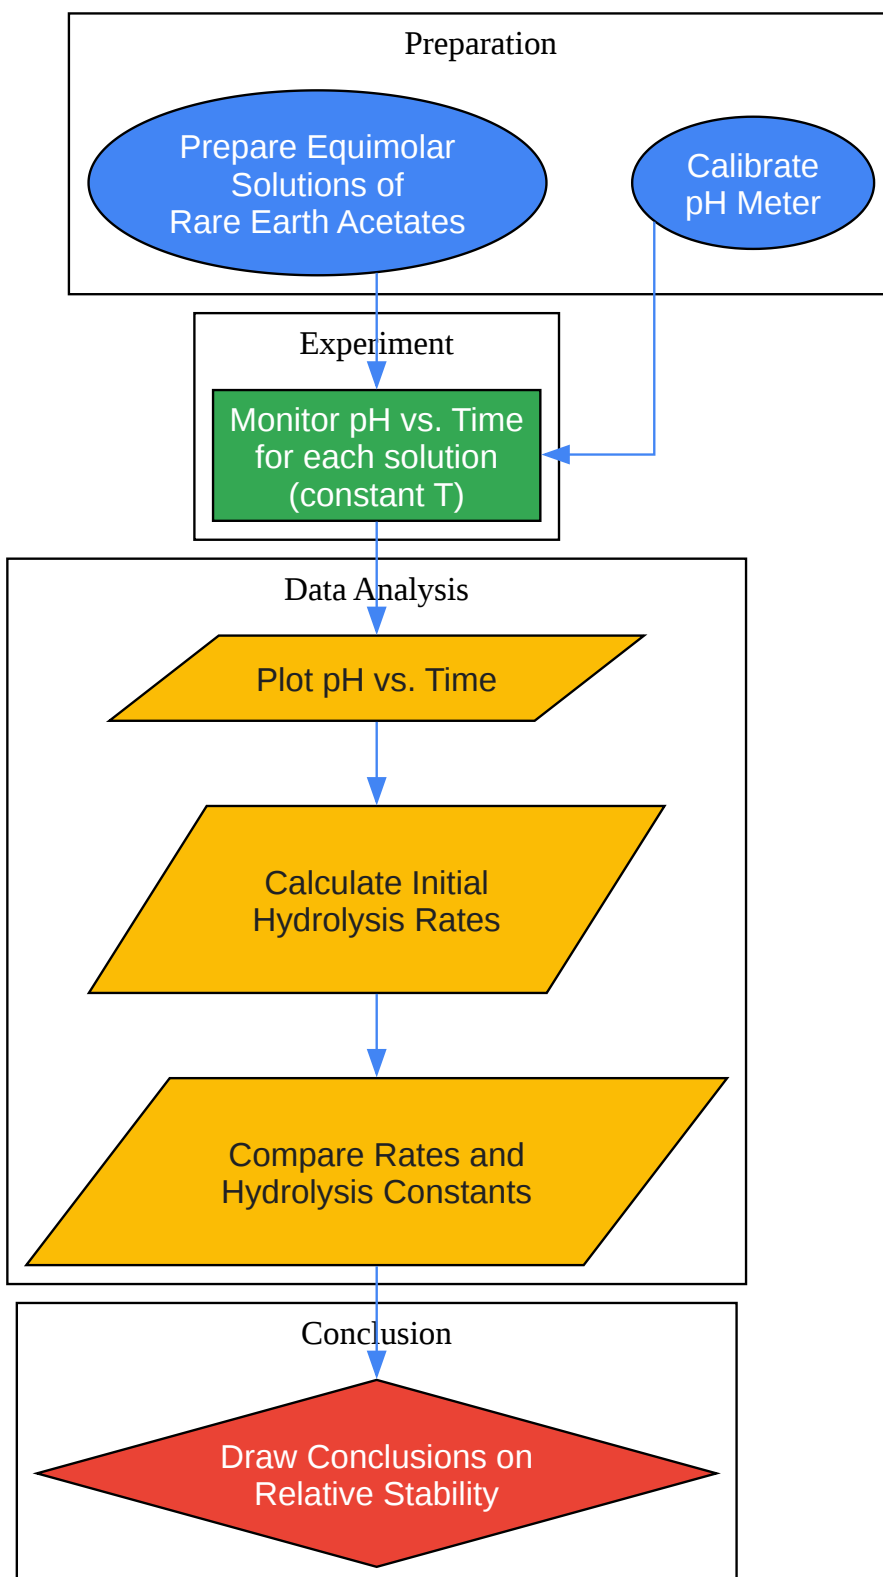 Preparation
Prepare Equimolar
Solutions of
Rare Earth Acetates
Calibrate
pH Meter
Experiment
Monitor pH vs. Time
for each solution
(constant T)
Data Analysis
Plot pH vs. Time
Calculate Initial
Hydrolysis Rates
Compare Rates and
Hydrolysis Constants
Conclusion
Draw Conclusions on
Relative Stability